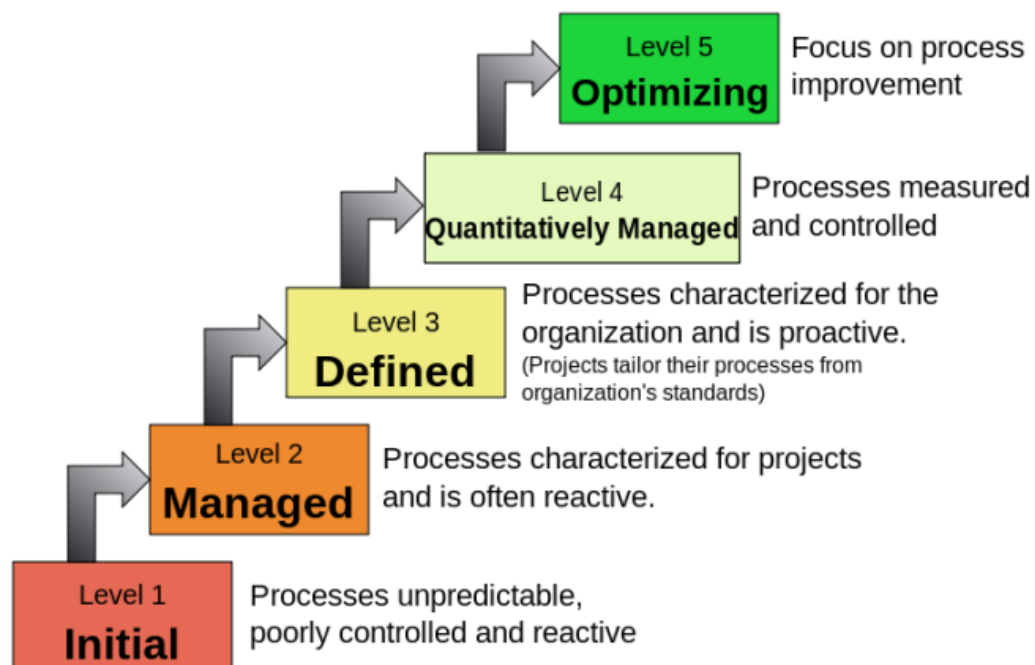 Level 5
Optimizing
Focus on process
improvement
Level 4
Quantitatively Managed
Processes measured
and controlled
Level 3
Defined
Processes characterized for the
organization and is proactive.
(Projects tailor their processes from
organization's standards)
Level 2
Managed
Processes characterized for projects
and is often reactive.
Level 1
Initial
Processes unpredictable,
poorly controlled and reactive